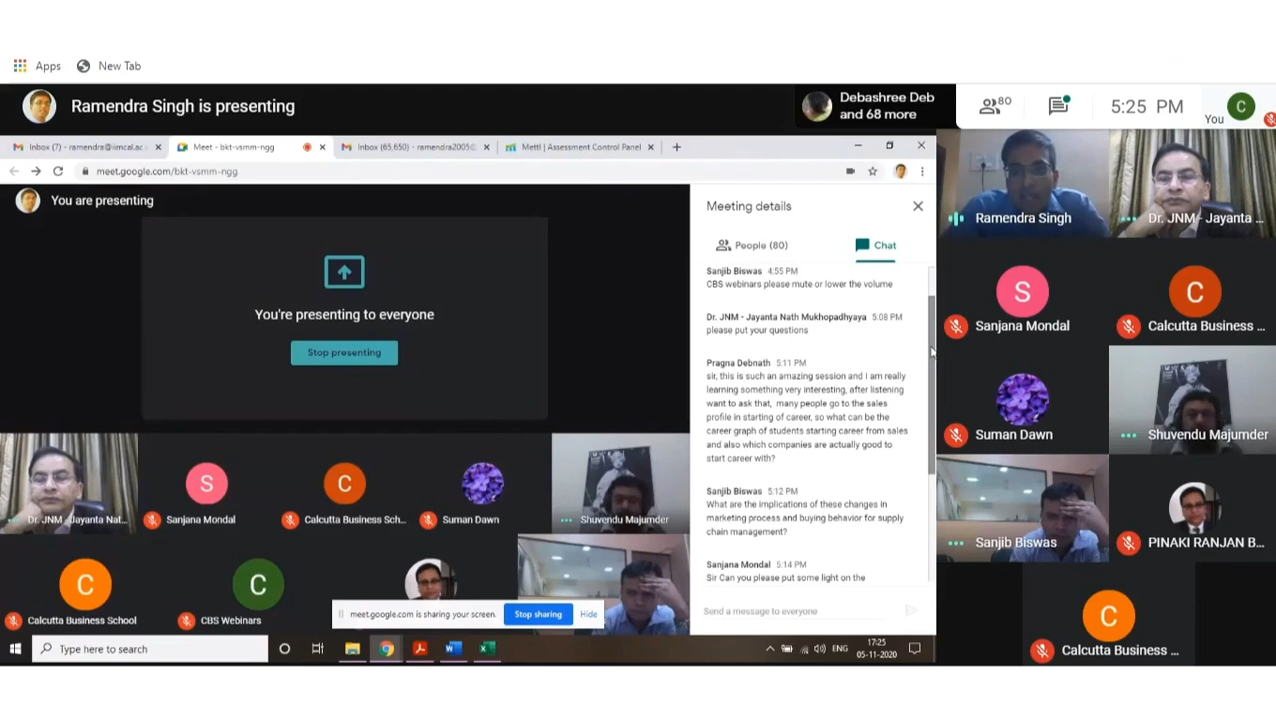 Apps
New Tab
Ramendra Singh is presenting
Debashree Deb
and 68 more
80
5:25 PM
You
C
Inbox (7) - ramendra@iimcal.ac.
Meet - bkt-vsmm-ngg
Inbox (65,650) - ramendra2005@
Mettl | Assessment Control Panel
meet.google.com/bkt-vsmm-ngg
You are presenting
You're presenting to everyone
Stop presenting
Meeting details
People (80)
Chat
Sanjib Biswas 4:55 PM
CBS webinars please mute or lower the volume
Dr. JNM - Jayanta Nath Mukhopadhyaya 5:08 PM
please put your questions
Pragna Debnath 5:11 PM
sir, this is such an amazing session and I am really
learning something very interesting, after listening
want to ask that, many people go to the sales
profile in starting of career, so what can be the
career graph of students starting career from sales
and also which companies are actually good to
start career with?
Sanjib Biswas 5:12 PM
What are the implications of these changes in
marketing process and buying behavior for supply
chain management?
Sanjana Mondal 5:14 PM
Sir Can you please put some light on the
Send a message to everyone
Dr. JNM - Jayanta Nat...
S
Sanjana Mondal
C
Calcutta Business Sch...
Suman Dawn
Shuvendu Majumder
C
Calcutta Business School
C
CBS Webinars
meet.google.com is sharing your screen.
Stop sharing
Hide
Type here to search
ENG
17:25
05-11-2020
Ramendra Singh
Dr. JNM - Jayanta ...
S
Sanjana Mondal
C
Calcutta Business ...
Suman Dawn
Shuvendu Majumder
Sanjib Biswas
PINAKI RANJAN B...
C
Calcutta Business ...